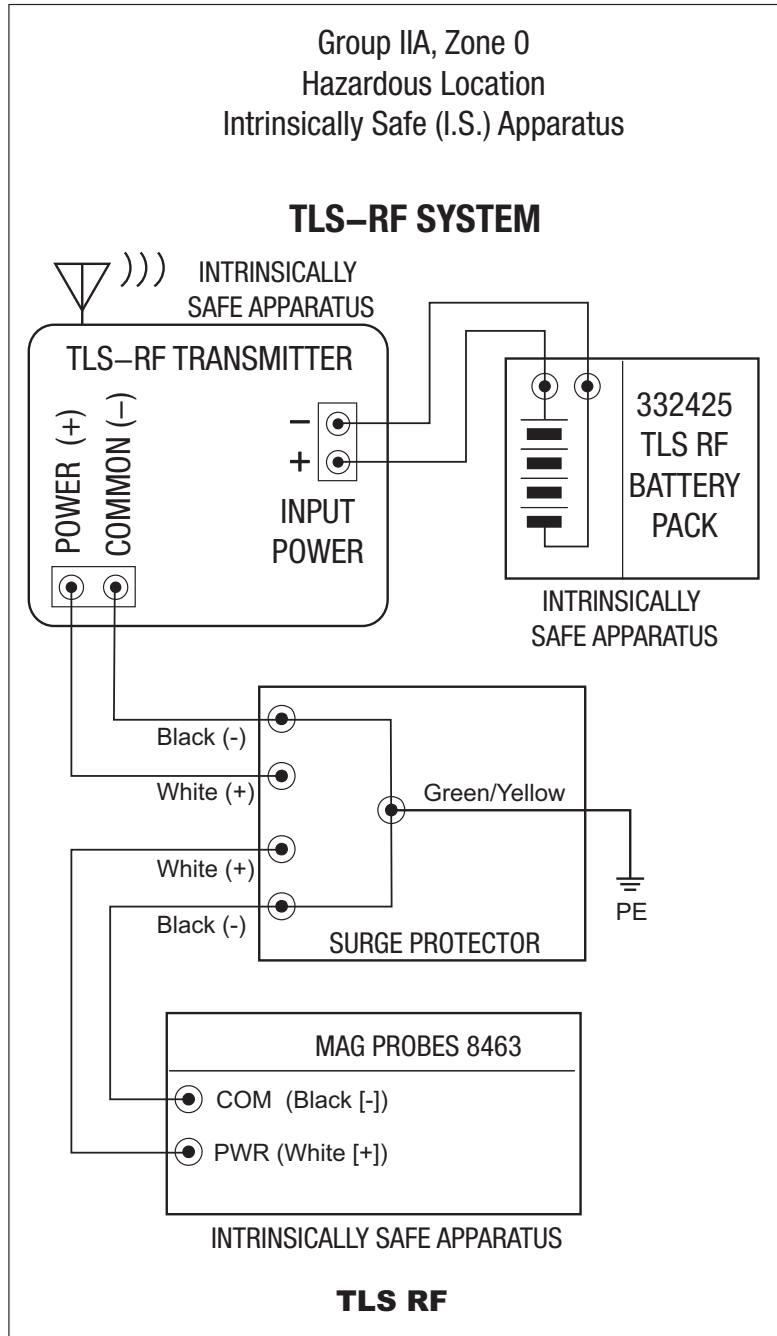 Group IIA, Zone 0
Hazardous Location
Intrinsically Safe (I.S.) Apparatus
TLS–RF SYSTEM
INTRINSICALLY
SAFE APPARATUS
TLS–RF TRANSMITTER
POWER (+)
COMMON (–)
–
+
INPUT
POWER
332425
TLS RF
BATTERY
PACK
INTRINSICALLY
SAFE APPARATUS
Black (-)
White (+)
Green/Yellow
White (+)
Black (-)
PE
SURGE PROTECTOR
MAG PROBES 8463
COM (Black [-])
PWR (White [+])
INTRINSICALLY SAFE APPARATUS
TLS RF